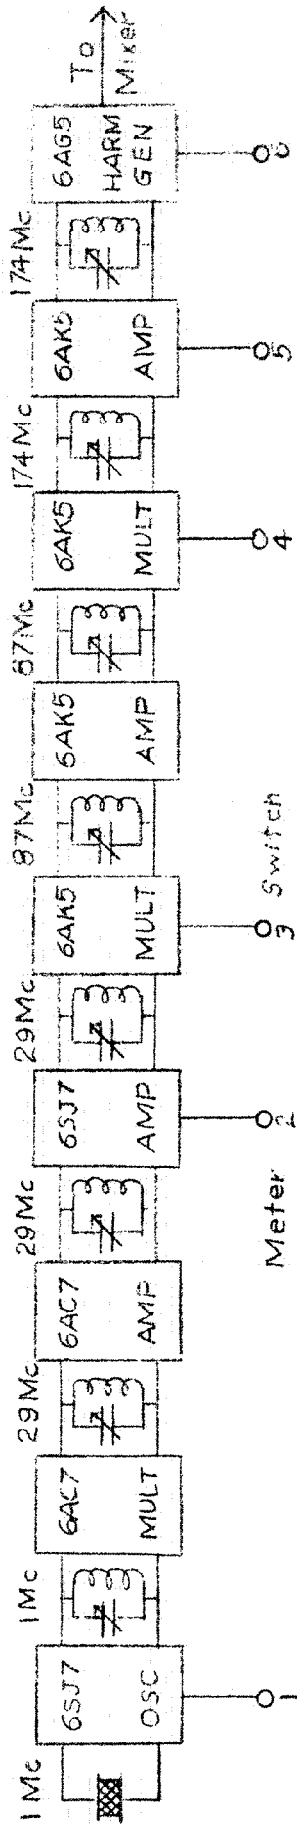 1Mc 1Mc 29Mc 29Mc 29Mc 87Mc 87Mc 174Mc 174Mc
6SJ7 6AC7 6AC7 6SJ7 6AK5 6AK5 6AK5 6AK5 6AG5
OSC MULT AMP AMP MULT AMP MULT AMP HARM
GEN
To
Mixer
1 2 3 4 5 6
Meter Switch